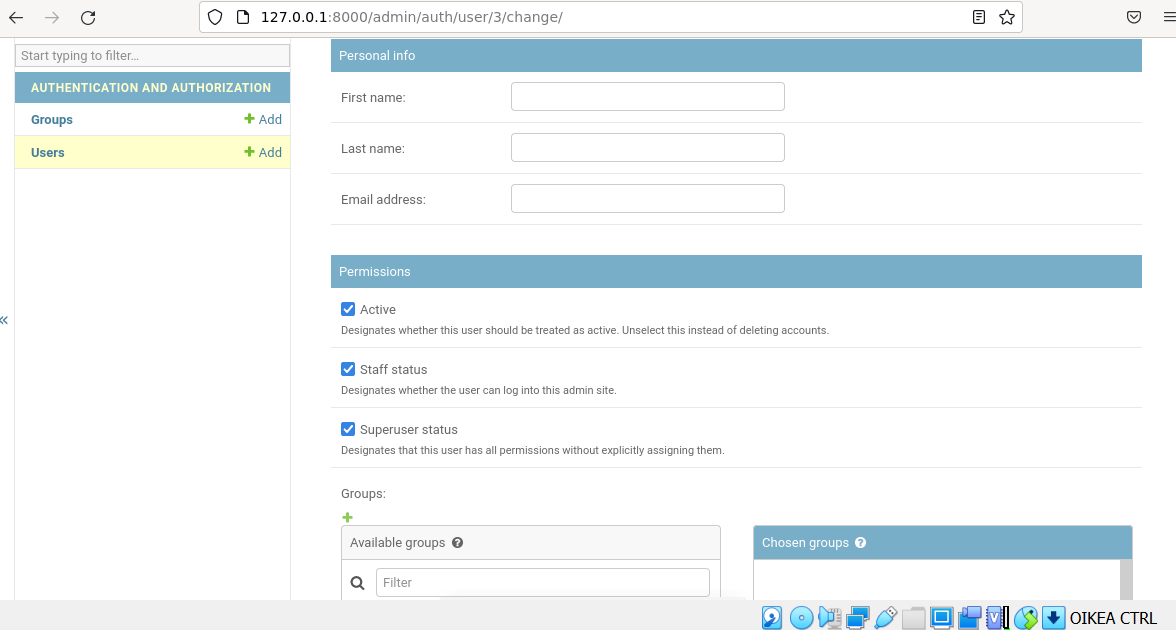 127.0.0.1:8000/admin/auth/user/3/change/
Start typing to filter...
AUTHENTICATION AND AUTHORIZATION
Groups Add
Users Add
«
Personal info
First name:
Last name:
Email address:
Permissions
Active
Designates whether this user should be treated as active. Unselect this instead of deleting accounts.
Staff status
Designates whether the user can log into this admin site.
Superuser status
Designates that this user has all permissions without explicitly assigning them.
Groups:
Available groups ?
Filter
Chosen groups ?
OIKEA CTRL